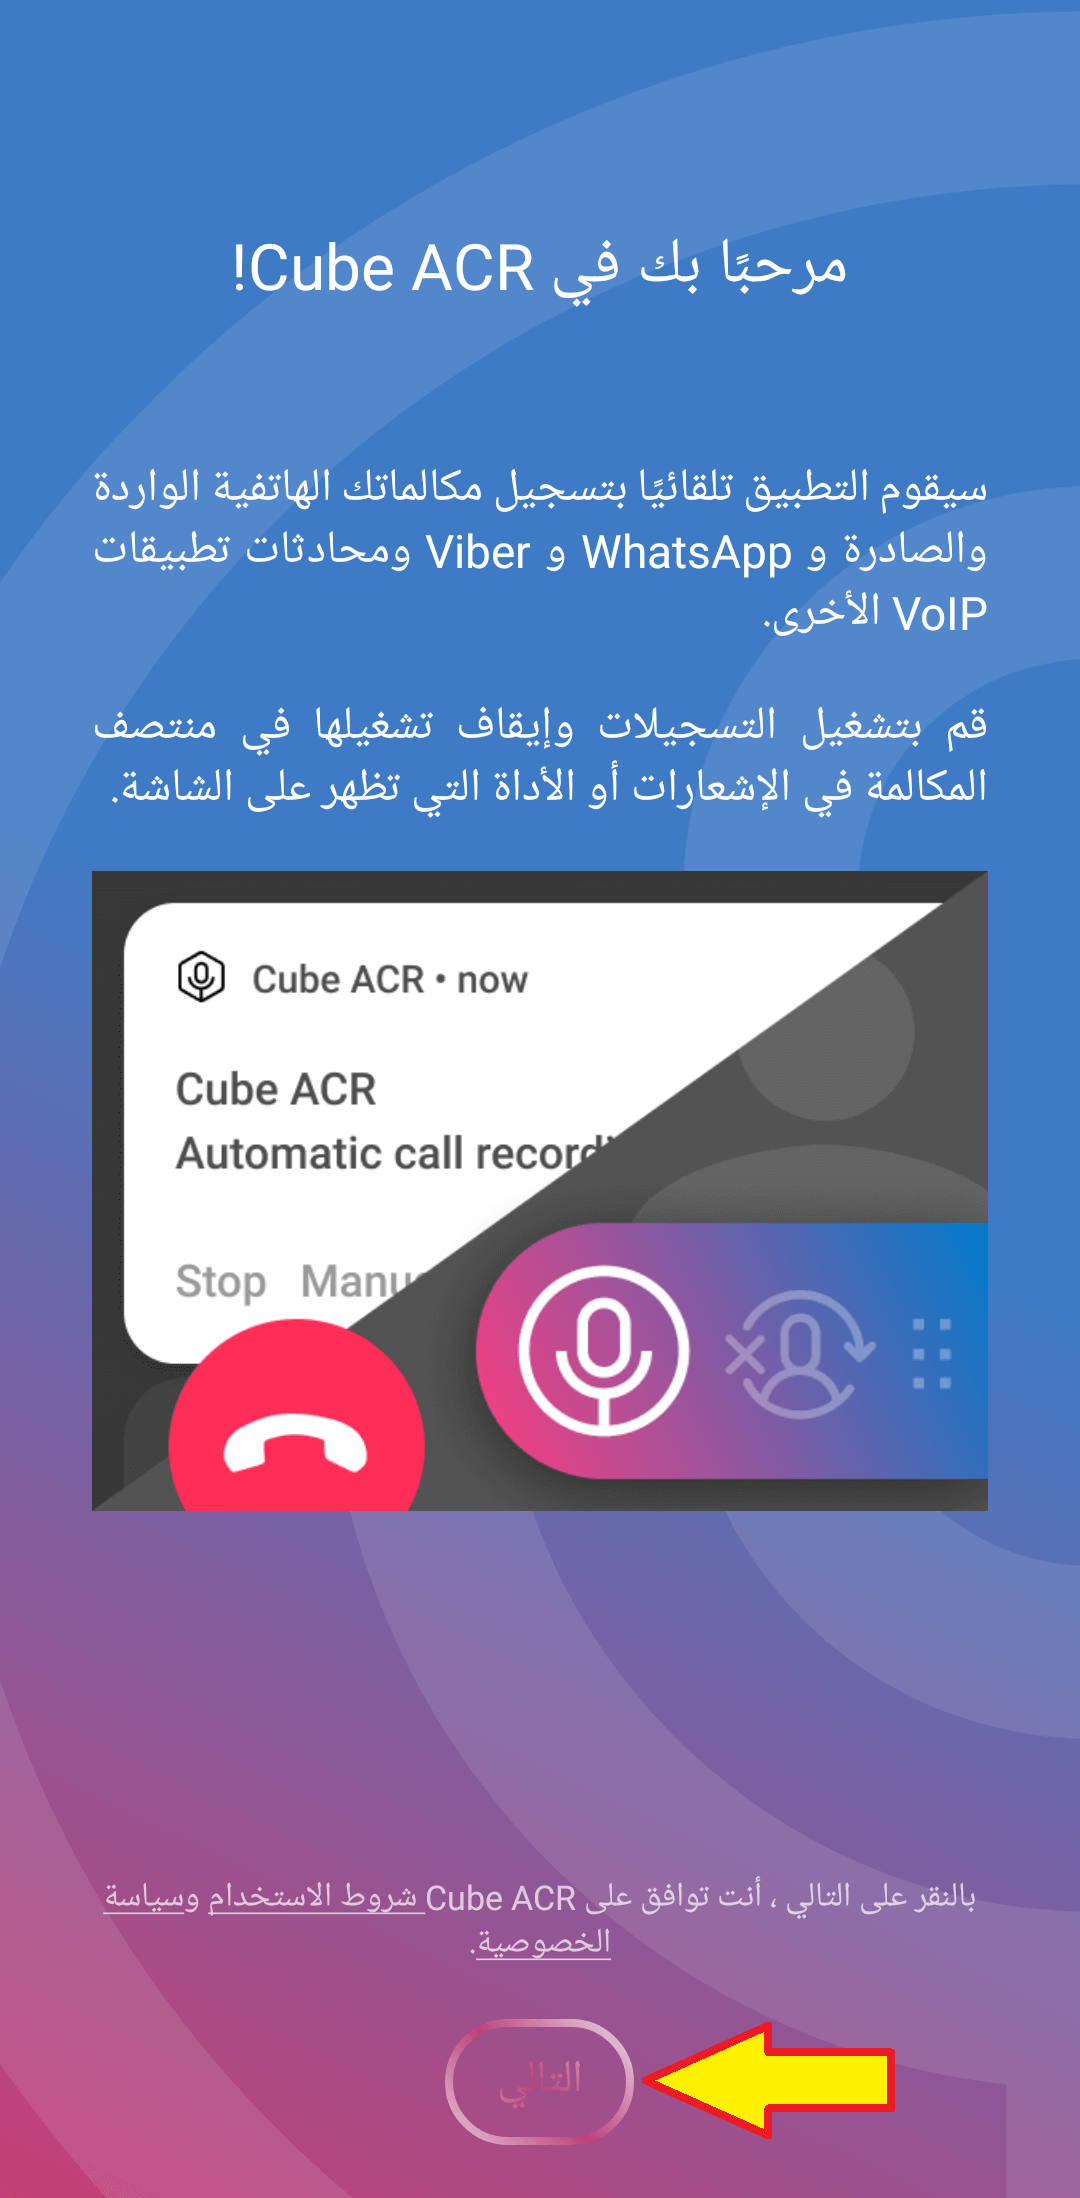 مرحبًا بك في Cube ACR!
سيقوم التطبيق تلقائيًا بتسجيل مكالماتك الهاتفية الواردة
والصادرة و WhatsApp و Viber ومحادثات تطبيقات
VoIP الأخرى.
قم بتشغيل التسجيلات وإيقاف تشغيلها في منتصف
المكالمة في الإشعارات أو الأداة التي تظهر على الشاشة.
Cube ACR • now
Cube ACR
Automatic call recordi
Stop Manu
بالنقر على التالي ، أنت توافق على Cube ACR شروط الاستخدام وسياسة
الخصوصية.
التالي